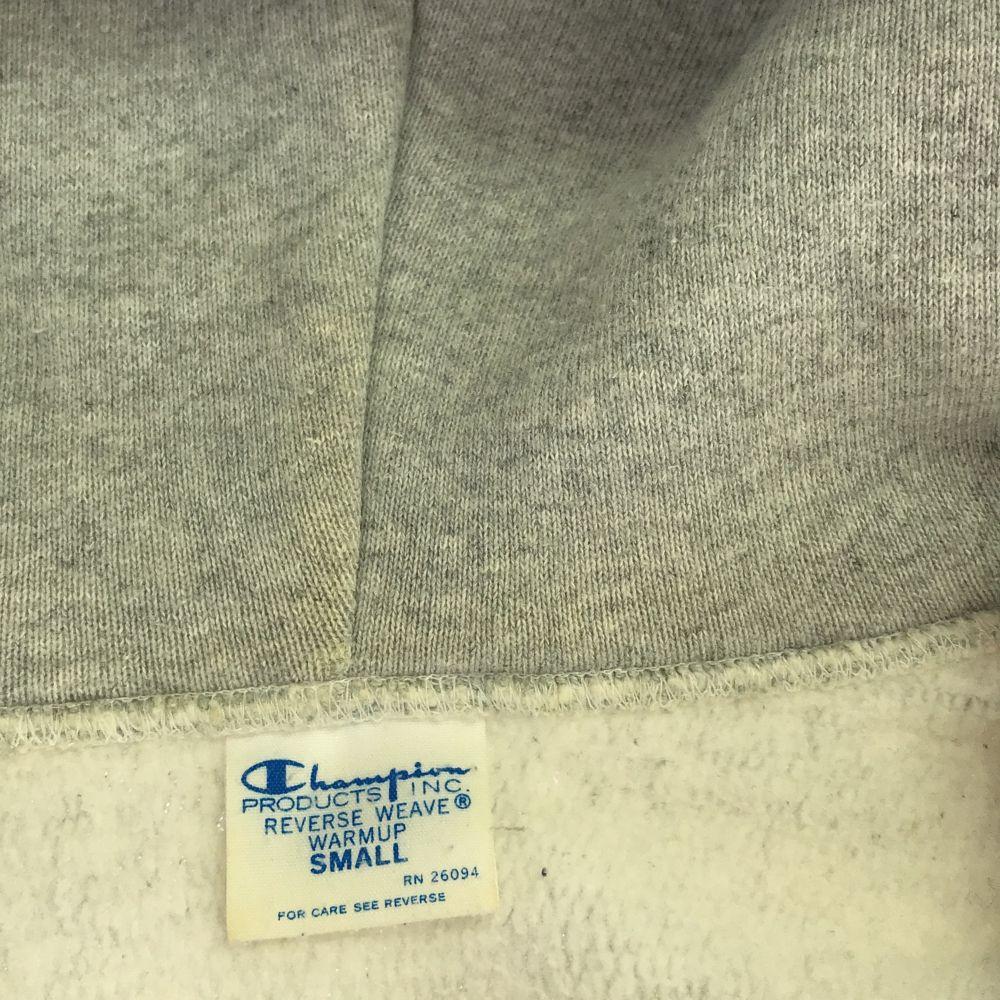 Champion
PRODUCTS INC.
REVERSE WEAVE®
WARMUP
SMALL
RN 26094
FOR CARE SEE REVERSE